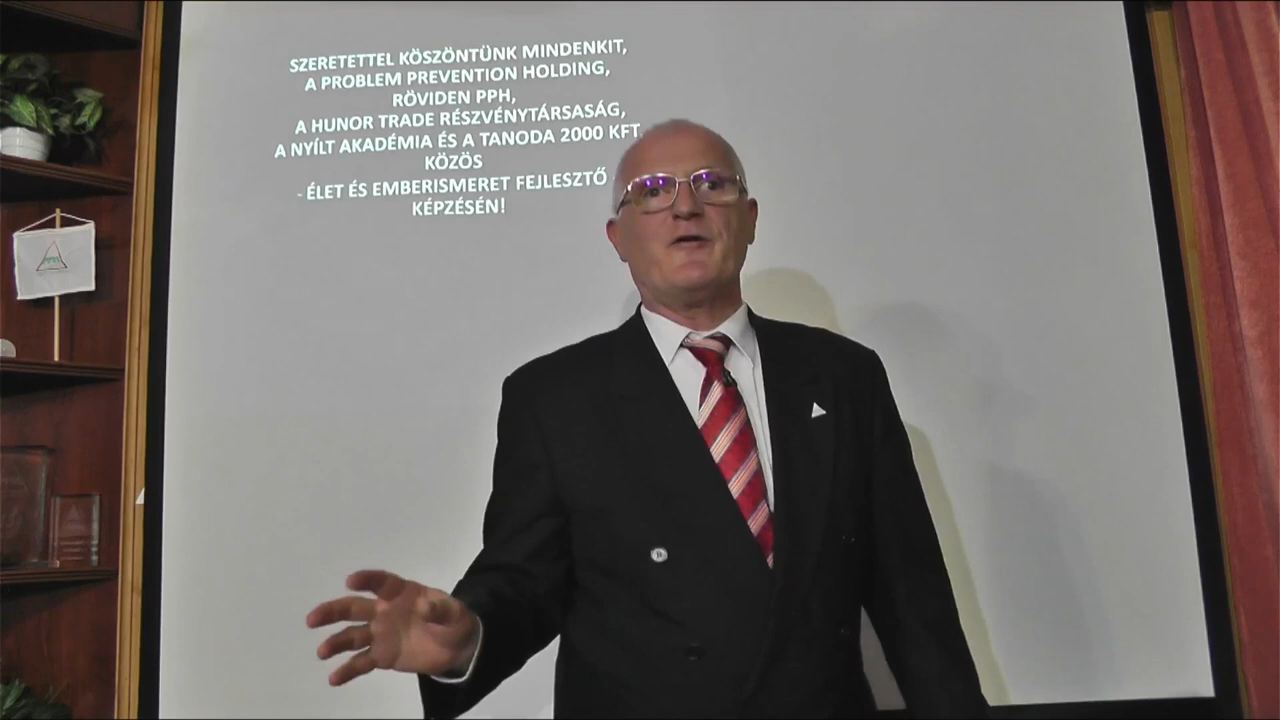 SZERETETTEL KÖSZÖNTÜNK MINDENKIT,
A PROBLEM PREVENTION HOLDING,
RÖVIDEN PPH,
A HUNOR TRADE RÉSZVÉNYTÁRSASÁG,
A NYÍLT AKADÉMIA ÉS A TANODA 2000 KFT
KÖZÖS
- ÉLET ÉS EMBERISMERET FEJLESZTŐ -
KÉPZÉSÉN!